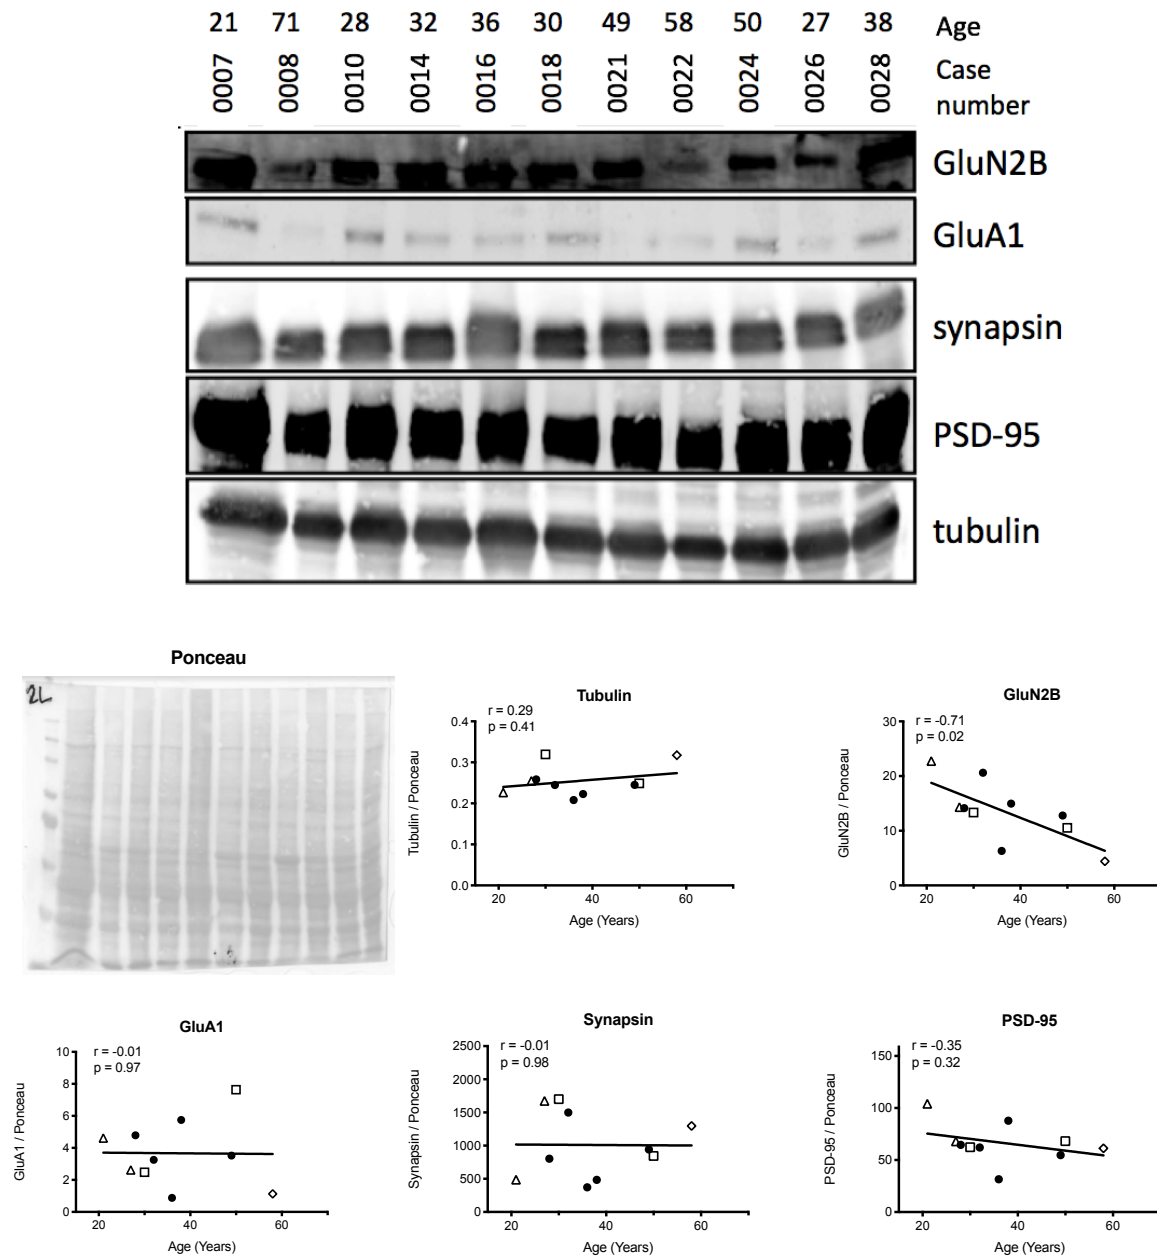 21 71 28 32 36 30 49 58 50 27 38 Age
0007 0008 0010 0014 0016 0018 0021 0022 0024 0026 0028 Case
number
GluN2B
GluA1
synapsin
PSD-95
tubulin
Ponceau
2L
Tubulin
r = 0.29
p = 0.41
Tubulin / Ponceau
0.4
0.3
0.2
0.1
0.0
20 40 60
Age (Years)
GluN2B
r = -0.71
p = 0.02
GluN2B / Ponceau
30
20
10
0
20 40 60
Age (Years)
GluA1
r = -0.01
p = 0.97
GluA1 / Ponceau
10
8
6
4
2
0
20 40 60
Age (Years)
Synapsin
r = -0.01
p = 0.98
Synapsin / Ponceau
2500
2000
1500
1000
500
0
20 40 60
Age (Years)
PSD-95
r = -0.35
p = 0.32
PSD-95 / Ponceau
150
100
50
0
20 40 60
Age (Years)